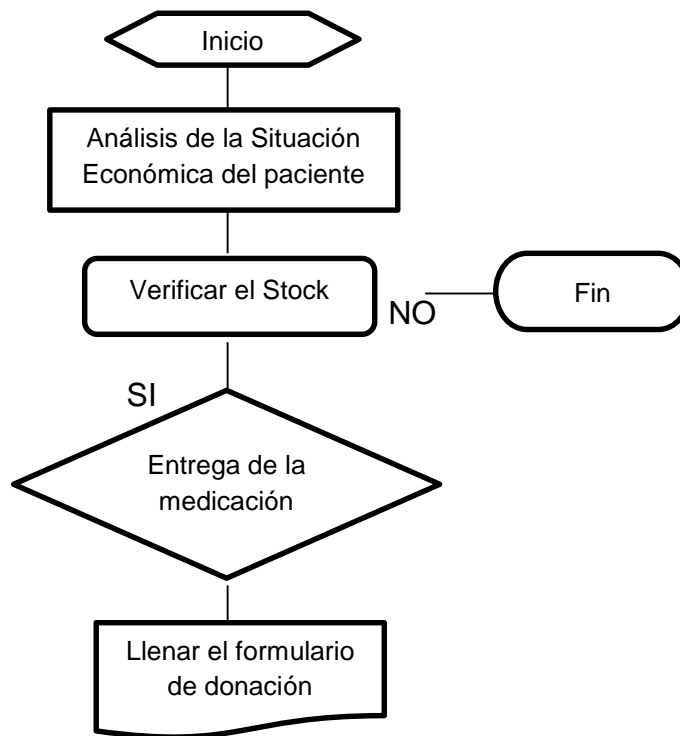 Inicio
Análisis de la Situación
Económica del paciente
Verificar el Stock
NO
Fin
SI
Entrega de la
medicación
Llenar el formulario
de donación